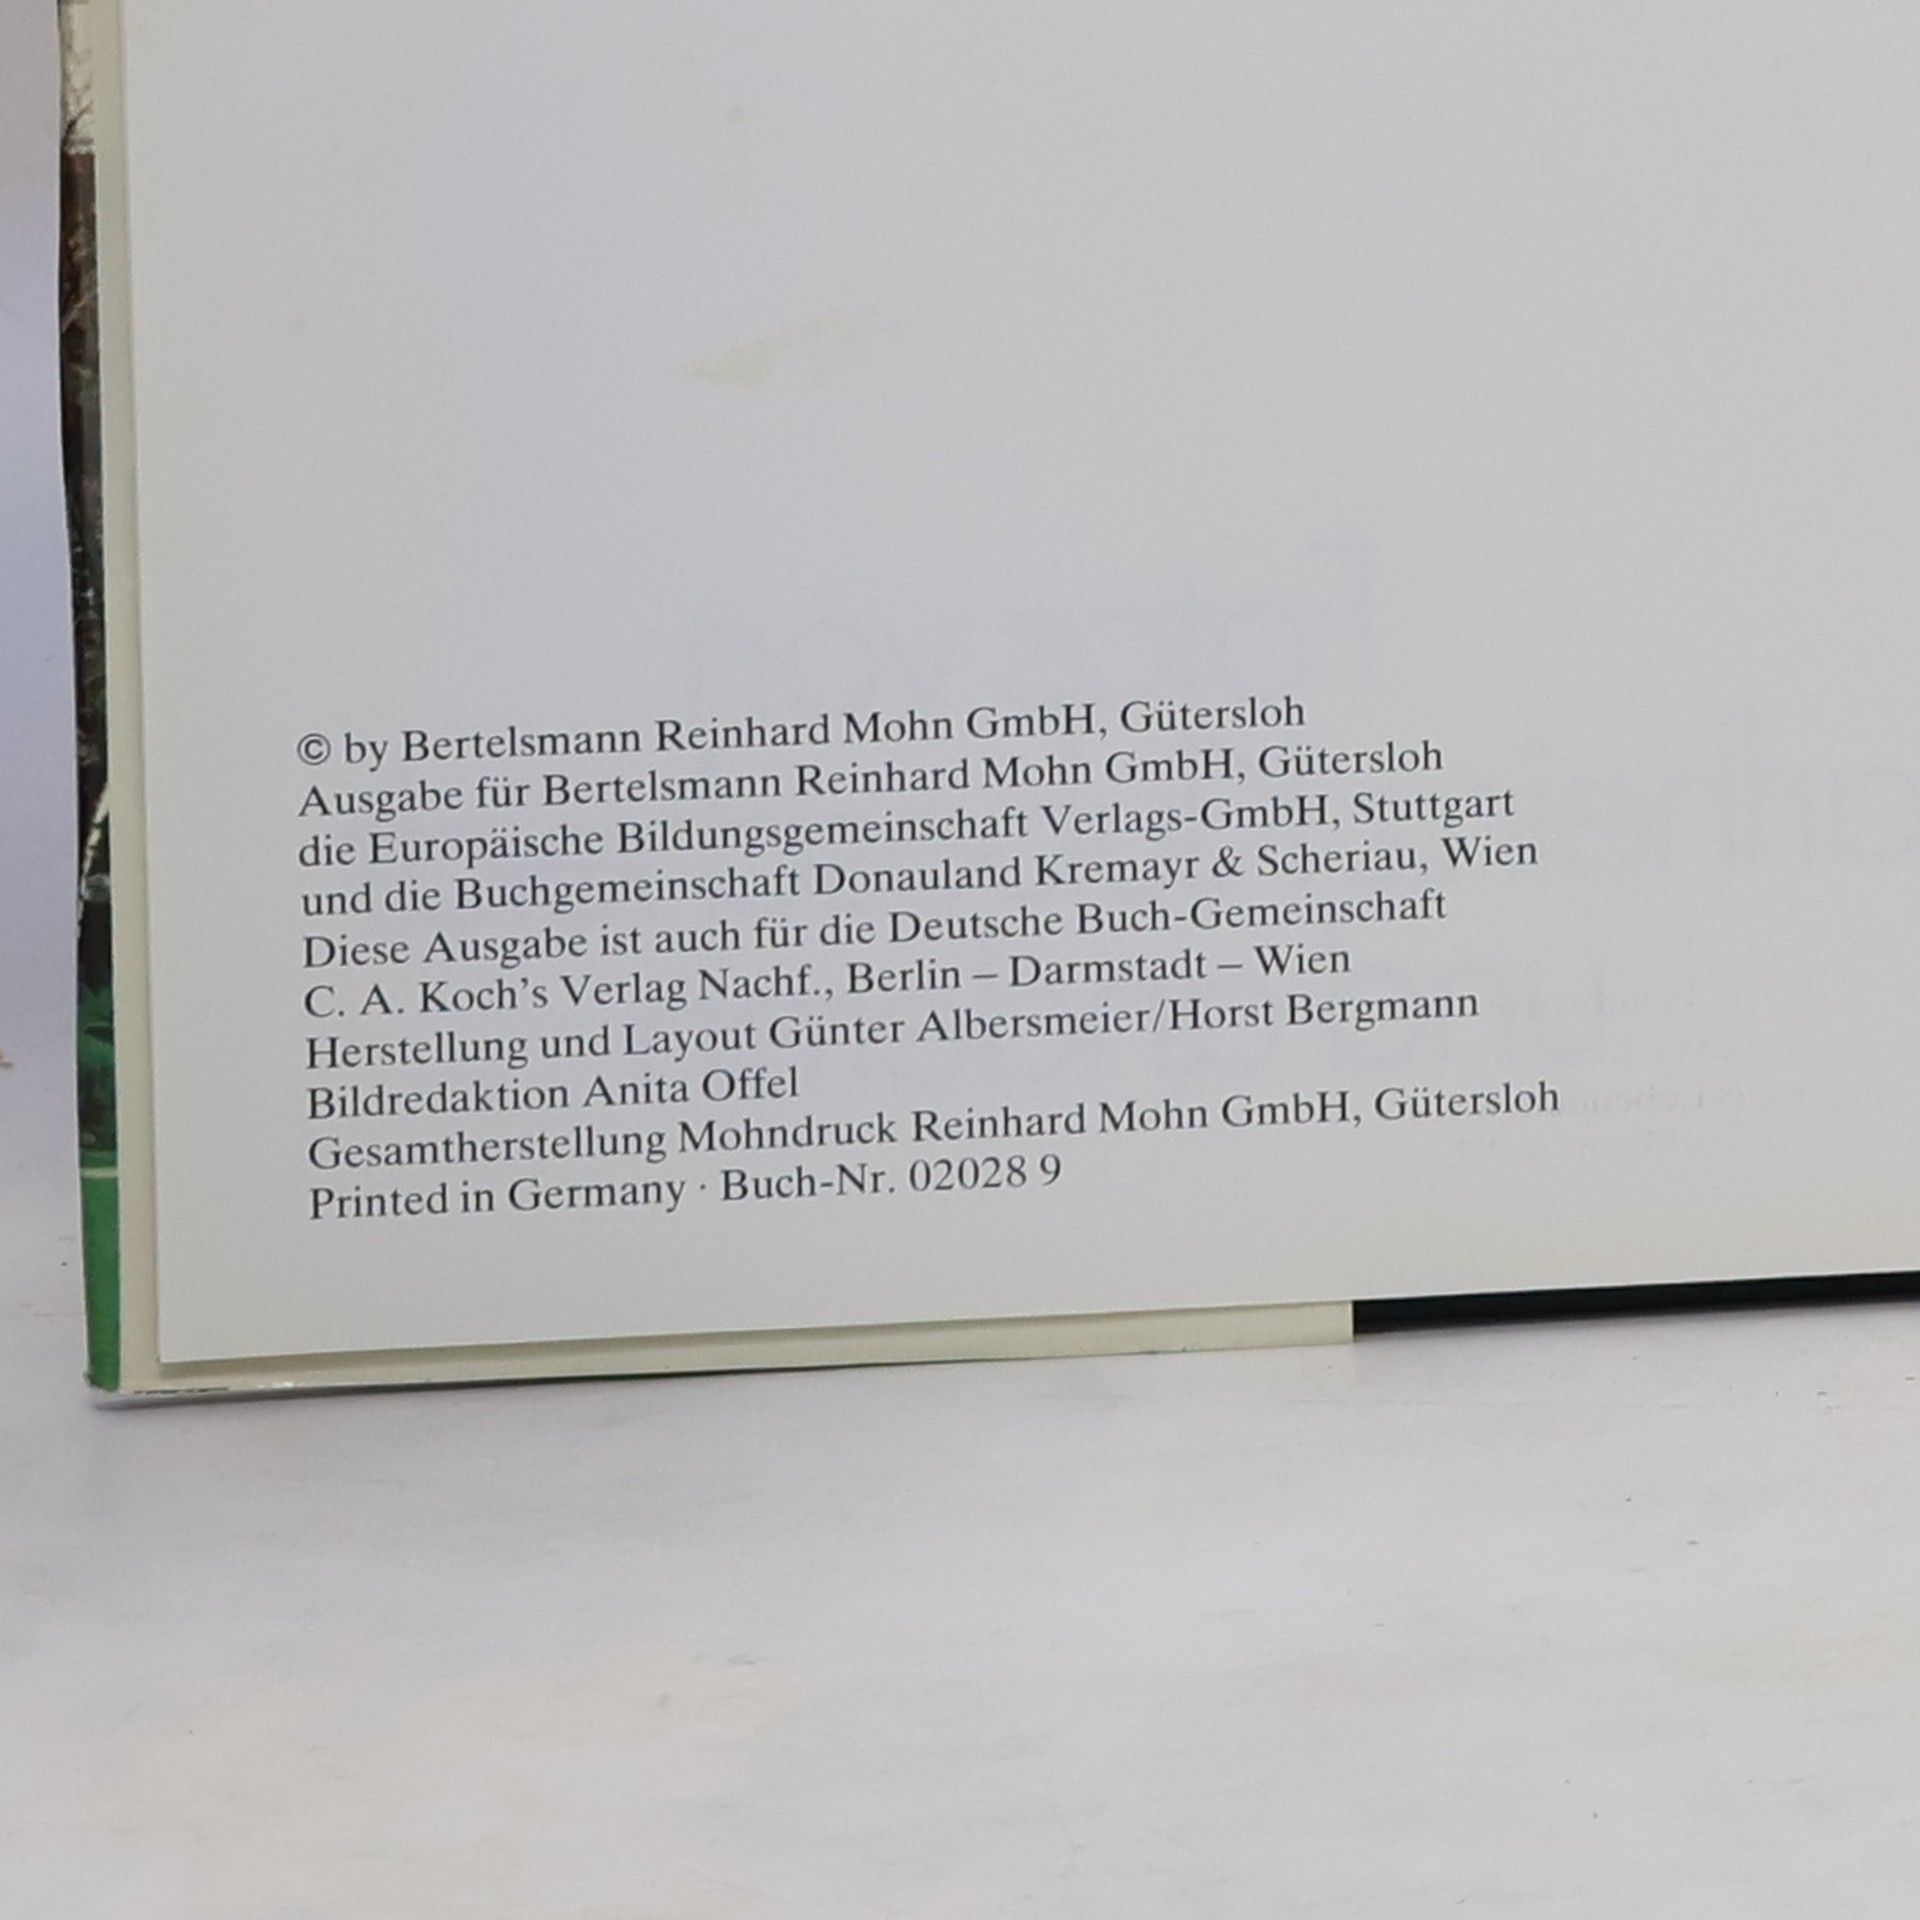 © by Bertelsmann Reinhard Mohn GmbH, Gütersloh
Ausgabe für Bertelsmann Reinhard Mohn GmbH, Gütersloh
die Europäische Bildungsgemeinschaft Verlags-GmbH, Stuttgart
und die Buchgemeinschaft Donauland Kremayr & Scheriau, Wien
Diese Ausgabe ist auch für die Deutsche Buch-Gemeinschaft
C. A. Koch's Verlag Nachf., Berlin – Darmstadt – Wien
Herstellung und Layout Günter Albersmeier/Horst Bergmann
Bildredaktion Anita Offel
Gesamtherstellung Mohndruck Reinhard Mohn GmbH, Gütersloh
Printed in Germany · Buch-Nr. 02028 9